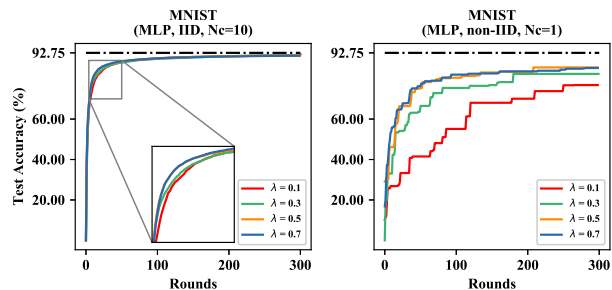 MNIST
(MLP, IID, Nc=10)
92.75
60.00
40.00
20.00
Test Accuracy (%)
λ = 0.1
λ = 0.3
λ = 0.5
λ = 0.7
0 100 200 300
Rounds
MNIST
(MLP, non-IID, Nc=1)
92.75
60.00
40.00
20.00
λ = 0.1
λ = 0.3
λ = 0.5
λ = 0.7
0 100 200 300
Rounds